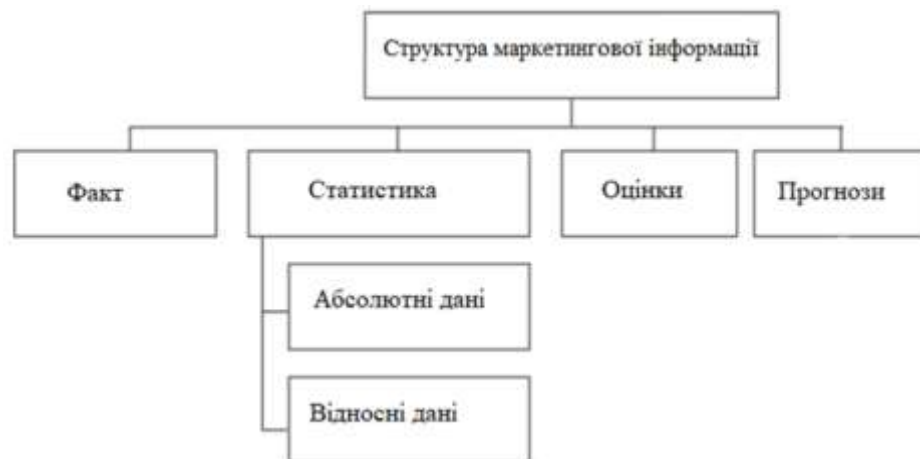 Структура маркетингової інформації
Факт
Статистика
Оцінки
Прогнози
Абсолютні дані
Відносні дані